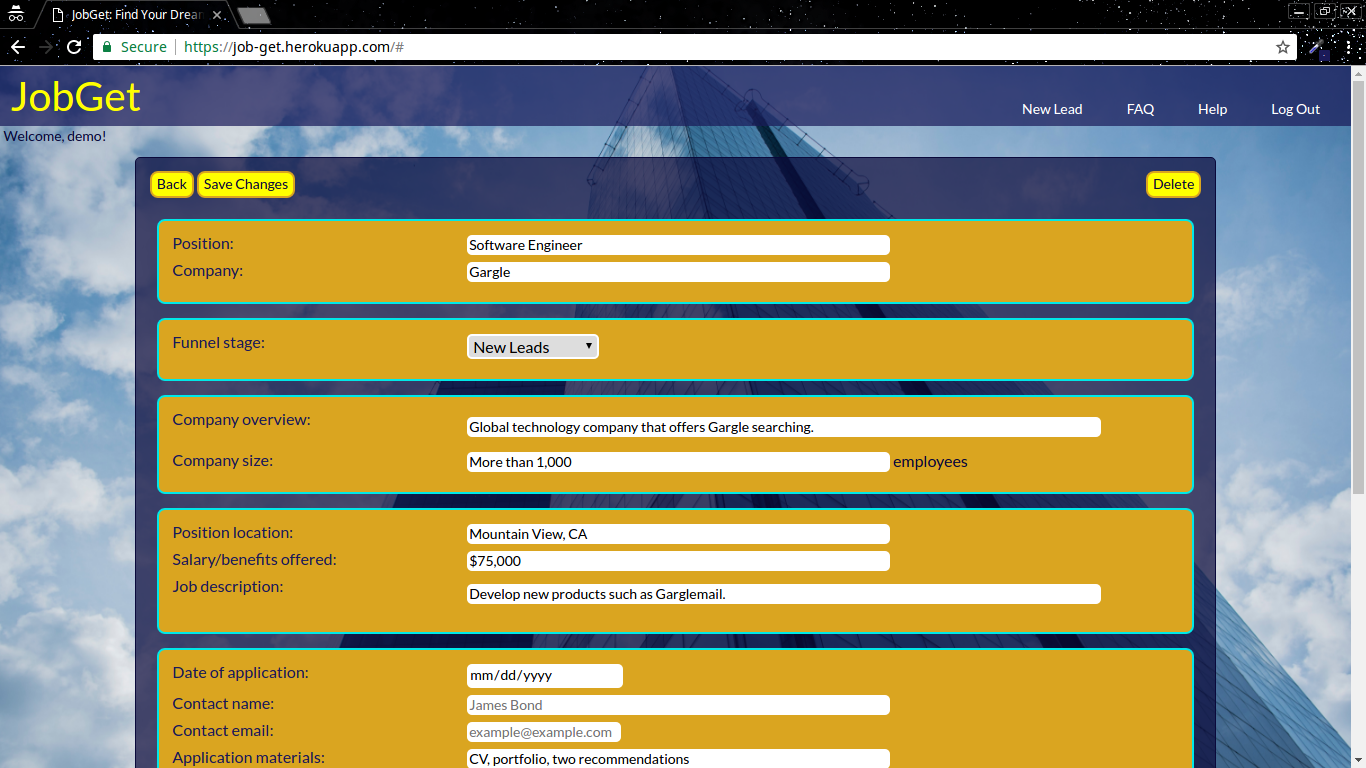 JobGet: Find Your Drea
Secure https://job-get.herokuapp.com/#
JobGet
New Lead FAQ Help Log Out
Welcome, demo!
Back Save Changes Delete
Position: Software Engineer
Company: Gargle
Funnel stage: New Leads
Company overview: Global technology company that offers Gargle searching.
Company size: More than 1,000 employees
Position location: Mountain View, CA
Salary/benefits offered: $75,000
Job description: Develop new products such as Garglemail.
Date of application: mm/dd/yyyy
Contact name: James Bond
Contact email: example@example.com
Application materials: CV, portfolio, two recommendations